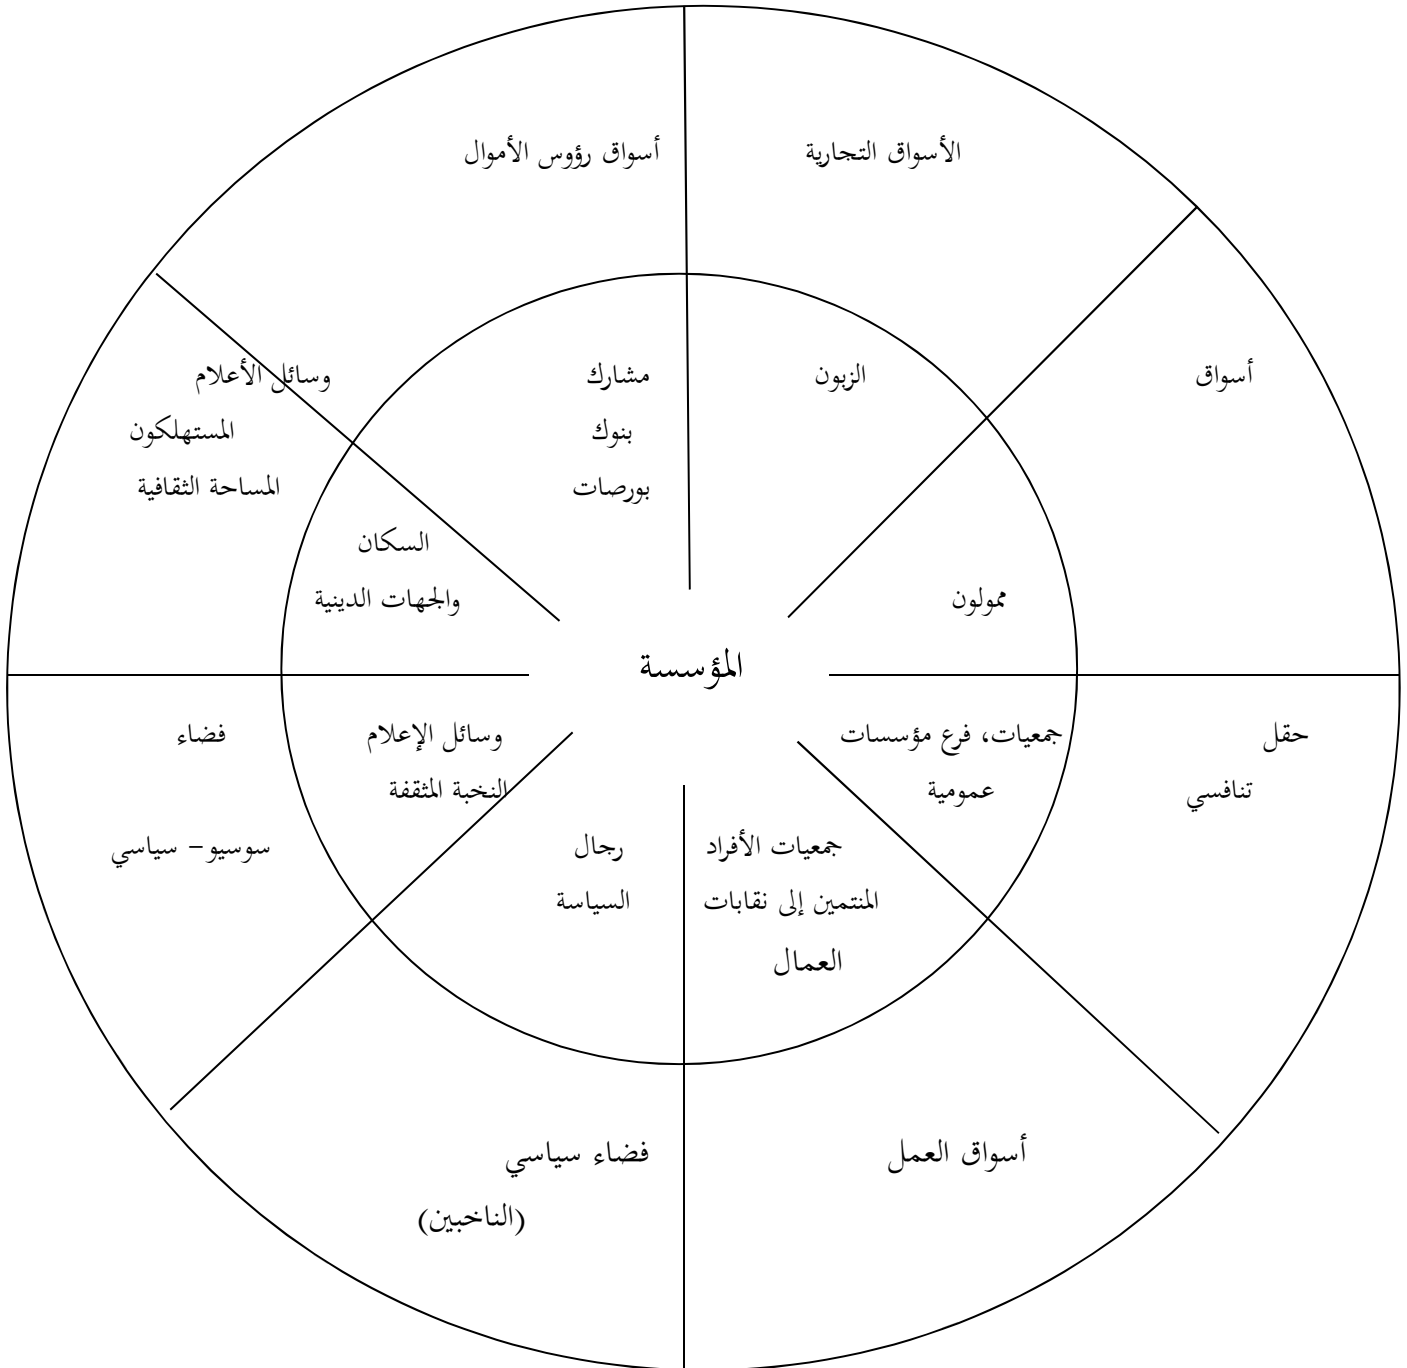 الأسواق التجارية
أسواق رؤوس الأموال
أسواق
الزبون
مشارك
وسائل الأعلام
بنوك
المستهلكون
بورصات
المساحة الثقافية
السكان
ممولون
والجهات الدينية
المؤسسة
حقل
جمعيات، فرع مؤسسات
وسائل الإعلام
فضاء
تنافسي
عمومية
النخبة المثقفة
جمعيات الأفراد
رجال
سوسيو- سياسي
المنتمين إلى نقابات
السياسة
العمال
أسواق العمل
فضاء سياسي
(الناخبين)